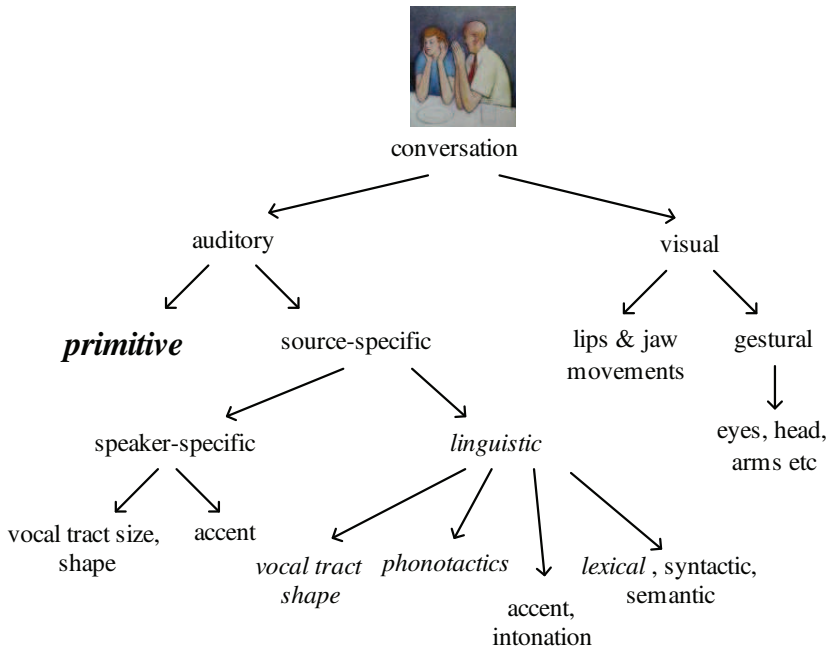 conversation
auditory
visual
primitive
source-specific
lips & jaw
movements
gestural
eyes, head,
arms etc
speaker-specific
linguistic
vocal tract size,
shape
accent
vocal tract
shape
phonotactics
accent,
intonation
lexical , syntactic,
semantic